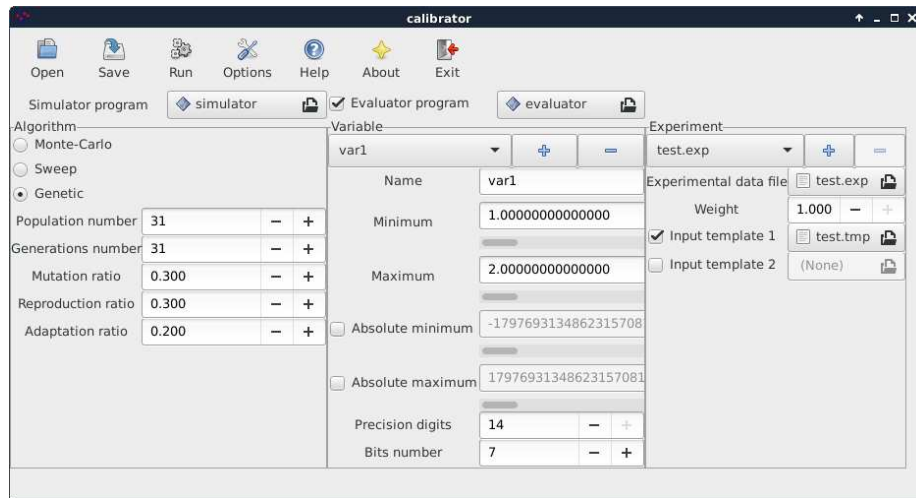 calibrator
Open Save Run Options Help About Exit
Simulator program simulator Evaluator program evaluator
Algorithm
Monte-Carlo
Sweep
Genetic
Population number 31
Generations number 31
Mutation ratio 0.300
Reproduction ratio 0.300
Adaptation ratio 0.200
Variable
var1
Name var1
Minimum 1.00000000000000
Maximum 2.00000000000000
Absolute minimum -1797693134862315708
Absolute maximum 17976931348623157081
Precision digits 14
Bits number 7
Experiment
test.exp
Experimental data file test.exp
Weight 1.000
Input template 1 test.tmp
Input template 2 (None)